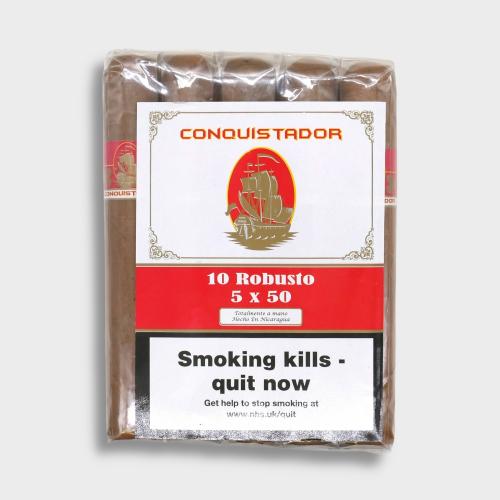 CONQUISTADOR
CONQUIST
10 Robusto
5 x 50
Totalmente a mano
Hecho En Nicaragua
Smoking kills -
quit now
Get help to stop smoking at
www.nhs.uk/quit